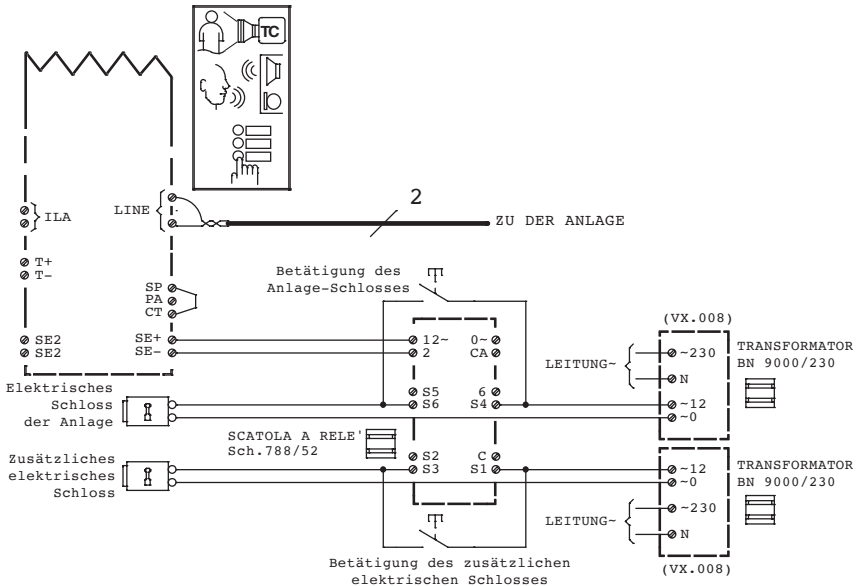 TC
2
ILA
LINE
ZU DER ANLAGE
T+
T−
Betätigung des
Anlage-Schlosses
SP
PA
CT
(VX.008)
SE2
SE+
12~
0~
SE2
SE−
2
CA
~230
TRANSFORMATOR
BN 9000/230
LEITUNG~
N
Elektrisches
Schloss
der Anlage
S5
6
S6
S4
~12
~0
SCATOLA A RELE'
Sch.788/52
Zusätzliches
elektrisches
Schloss
S2
C
S3
S1
~12
~0
TRANSFORMATOR
BN 9000/230
~230
LEITUNG~
N
Betätigung des zusätzlichen
elektrischen Schlosses
(VX.008)